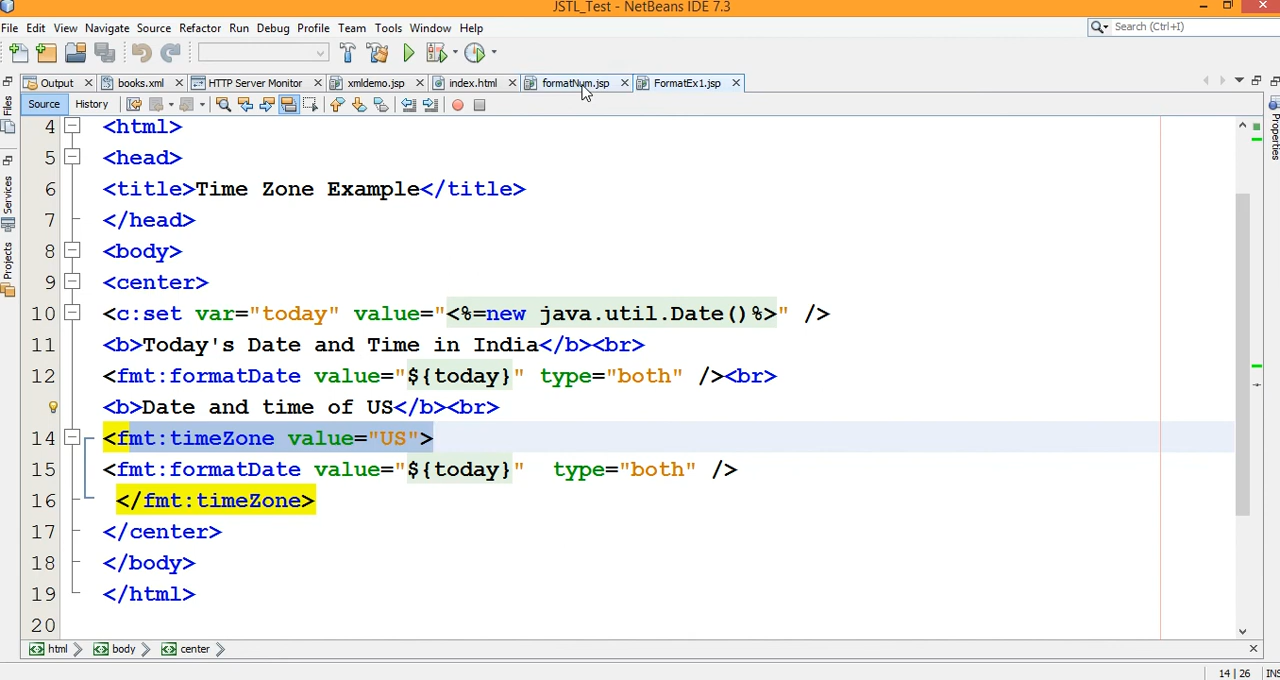 JSTL_Test - NetBeans IDE 7.3
File Edit View Navigate Source Refactor Run Debug Profile Team Tools Window Help
Search (Ctrl+I)
Output books.xml HTTP Server Monitor xmldemo.jsp index.html formatNum.jsp FormatEx1.jsp
Source History
Files
Services
Projects
Properties
4 <html>
5 <head>
6 <title>Time Zone Example</title>
7 </head>
8 <body>
9 <center>
10 <c:set var="today" value="<%=new java.util.Date()%>" />
11 <b>Today's Date and Time in India</b><br>
12 <fmt:formatDate value="${today}" type="both" /><br>
<b>Date and time of US</b><br>
14 <fmt:timeZone value="US">
15 <fmt:formatDate value="${today}" type="both" />
16 </fmt:timeZone>
17 </center>
18 </body>
19 </html>
20
html body center
14 | 26 INS